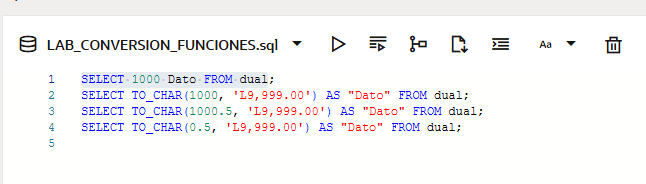 LAB_CONVERSION_FUNCIONES.sql Aa
1 SELECT 1000 Dato FROM dual;
2 SELECT TO_CHAR(1000, 'L9,999.00') AS "Dato" FROM dual;
3 SELECT TO_CHAR(1000.5, 'L9,999.00') AS "Dato" FROM dual;
4 SELECT TO_CHAR(0.5, 'L9,999.00') AS "Dato" FROM dual;
5